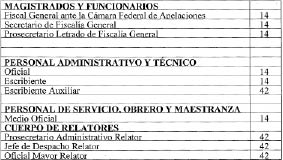 MAGISTRADOS Y FUNCIONARIOS
Fiscal General ante la Cámara Federal de Apelaciones 14
Secretario de Fiscalía General 14
Prosecretario Letrado de Fiscalía General 14
PERSONAL ADMINISTRATIVO Y TÉCNICO
Oficial 14
Escribiente 14
Escribiente Auxiliar 42
PERSONAL DE SERVICIO, OBRERO Y MAESTRANZA
Medio Oficial 14
CUERPO DE RELATORES
Prosecretario Administrativo Relator 42
Jefe de Despacho Relator 42
Oficial Mayor Relator 42